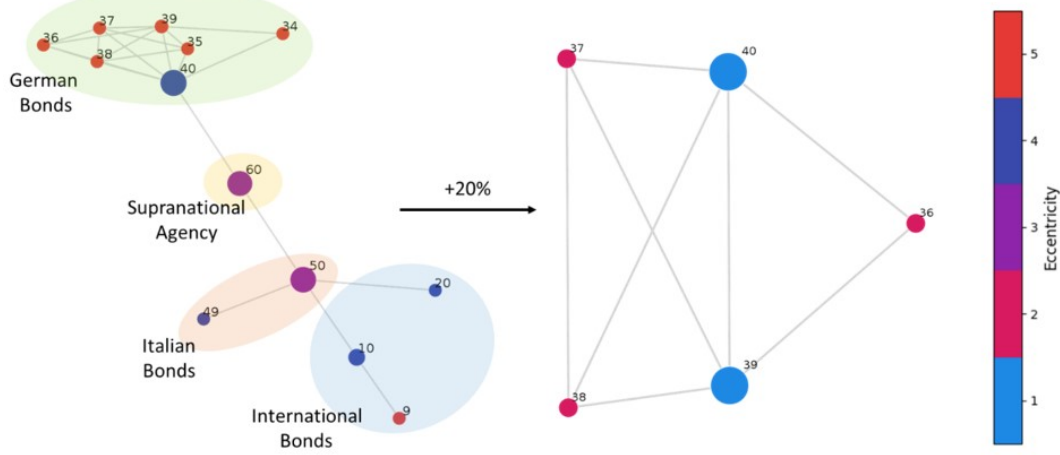 37
39
34
36
35
38
40
German
Bonds
60
Supranational
Agency
50
20
49
10
Italian
Bonds
9
International
Bonds
+20%
37
40
36
39
38
5
4
3
2
1
Eccentricity